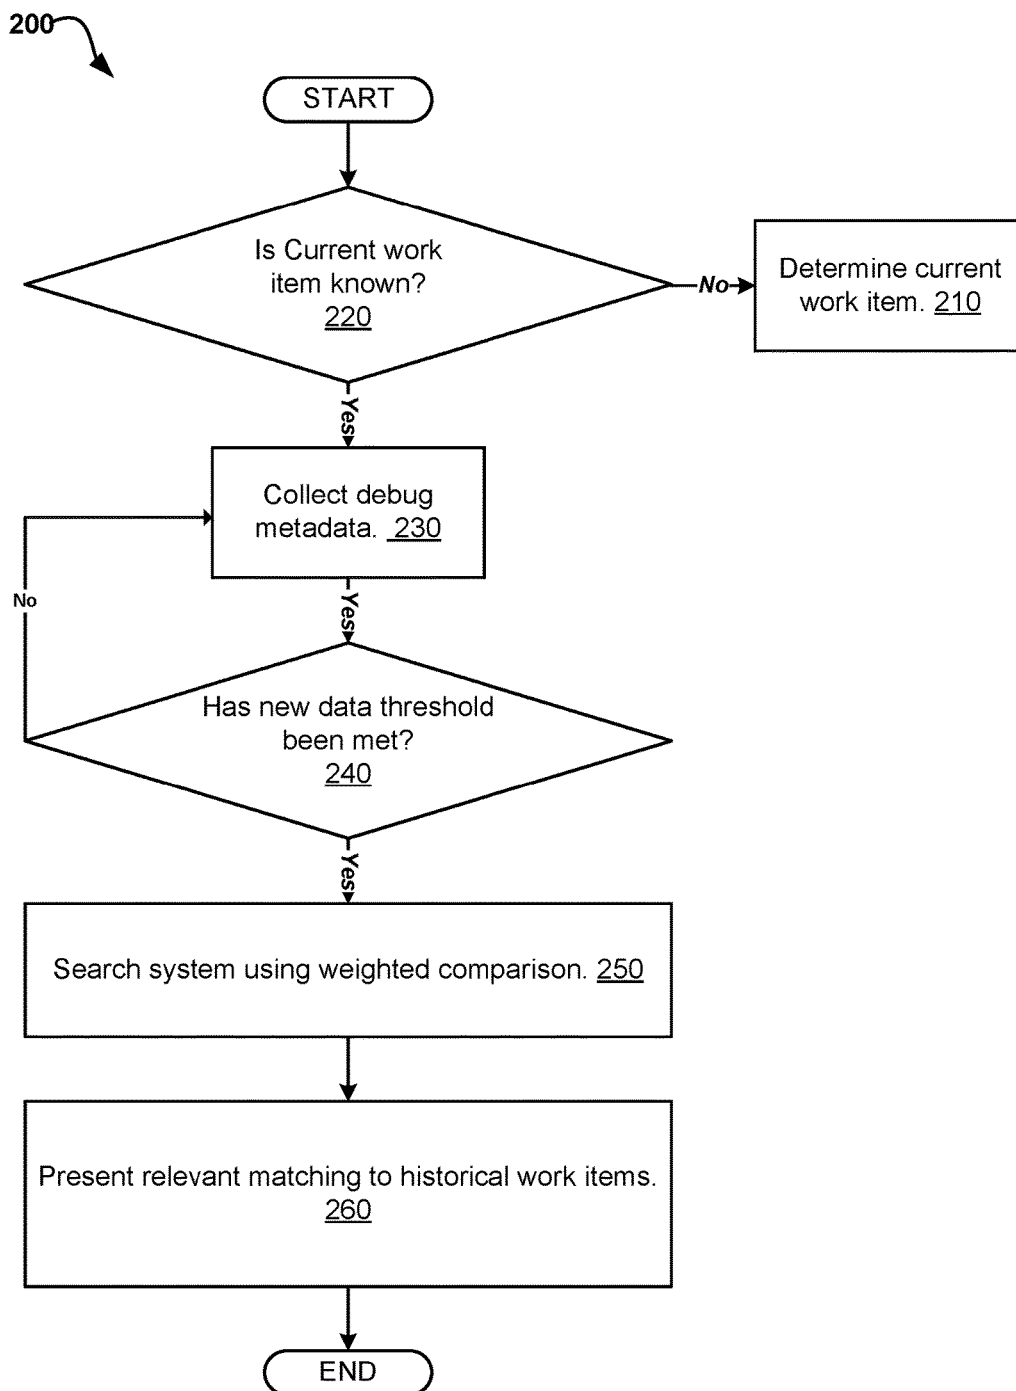 200
START
Is Current work
item known?
220
No
Determine current
work item. 210
Yes
Collect debug
metadata. 230
No
Yes
Has new data threshold
been met?
240
Yes
Search system using weighted comparison. 250
Present relevant matching to historical work items.
260
END